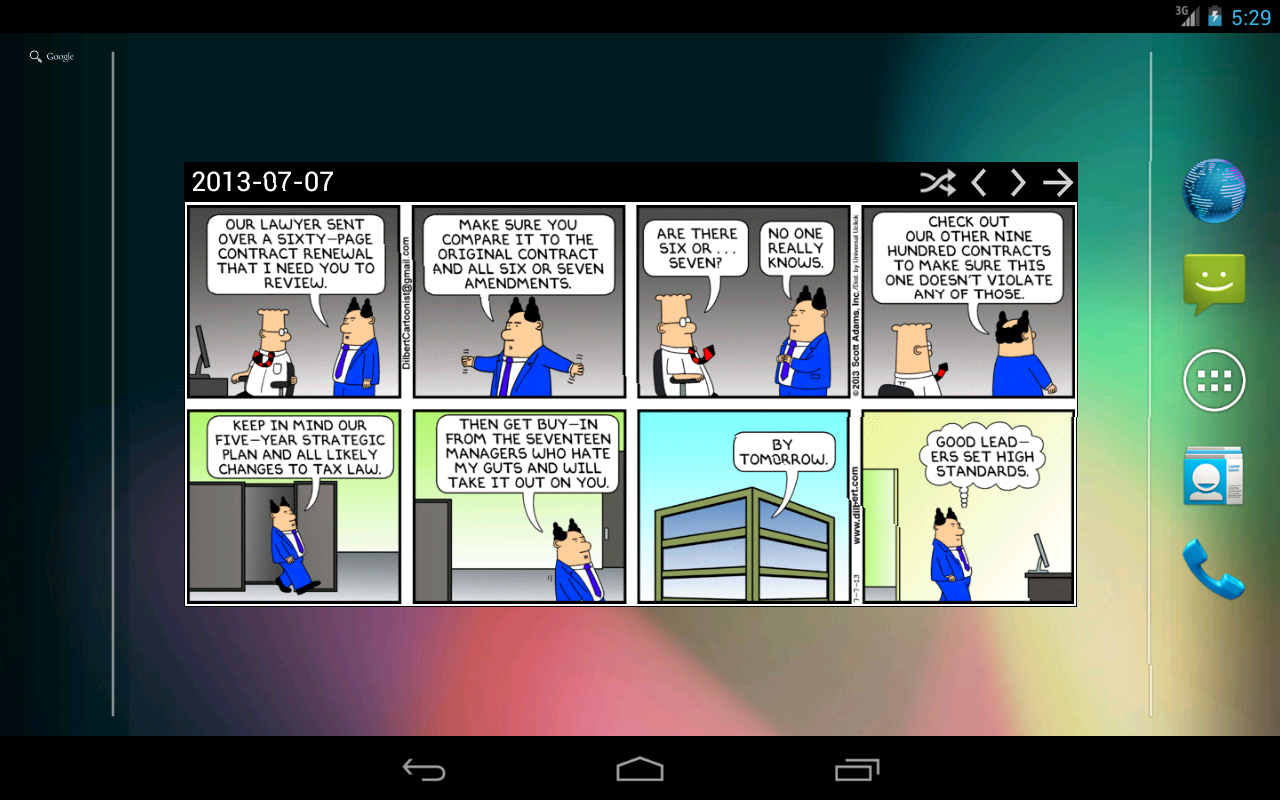 3G
5:29
Google
2013-07-07
OUR LAWYER SENT
OVER A SIXTY-PAGE
CONTRACT RENEWAL
THAT I NEED YOU TO
REVIEW.
DilbertCartoonist@gmail.com
MAKE SURE YOU
COMPARE IT TO THE
ORIGINAL CONTRACT
AND ALL SIX OR SEVEN
AMENDMENTS.
ARE THERE
SIX OR...
SEVEN?
NO ONE
REALLY
KNOWS.
©2013 Scott Adams, Inc./Dist. by Universal Uclick
CHECK OUT
OUR OTHER NINE
HUNDRED CONTRACTS
TO MAKE SURE THIS
ONE DOESN'T VIOLATE
ANY OF THOSE.
KEEP IN MIND OUR
FIVE-YEAR STRATEGIC
PLAN AND ALL LIKELY
CHANGES TO TAX LAW.
THEN GET BUY-IN
FROM THE SEVENTEEN
MANAGERS WHO HATE
MY GUTS AND WILL
TAKE IT OUT ON YOU.
BY
TOMORROW.
7-7-13 www.dilbert.com
GOOD LEAD-
ERS SET HIGH
STANDARDS.